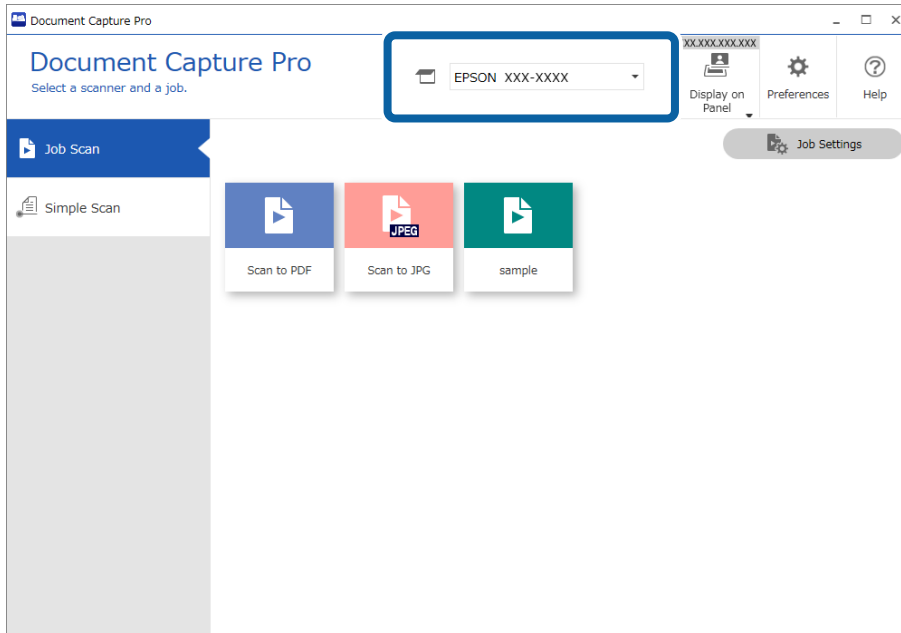 Document Capture Pro
Document Capture Pro
Select a scanner and a job.
EPSON XXX-XXXX
XX.XXX.XXX.XXX
Display on
Panel
Preferences
Help
Job Scan
Job Settings
Simple Scan
JPEG
Scan to PDF
Scan to JPG
sample